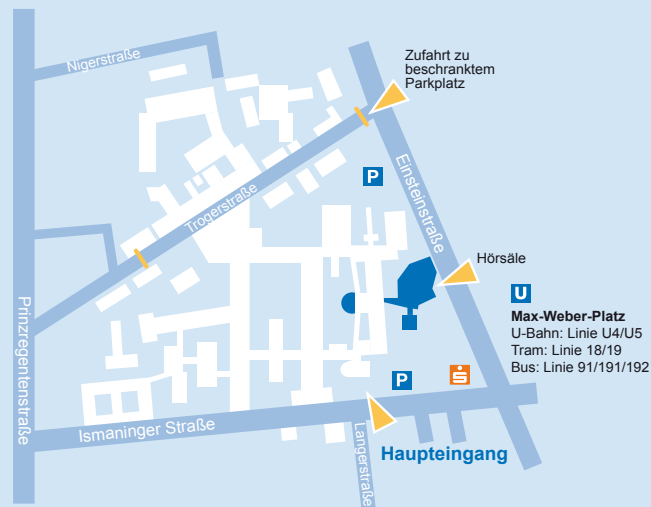 Nigerstraße
Zufahrt zu
beschranktem
Parkplatz
Einsteinstraße
P
Trogerstraße
Hörsäle
U
Max-Weber-Platz
U-Bahn: Linie U4/U5
Tram: Linie 18/19
Bus: Linie 91/191/192
Prinzregentenstraße
P
S
Ismaninger Straße
Langerstraße
Haupteingang